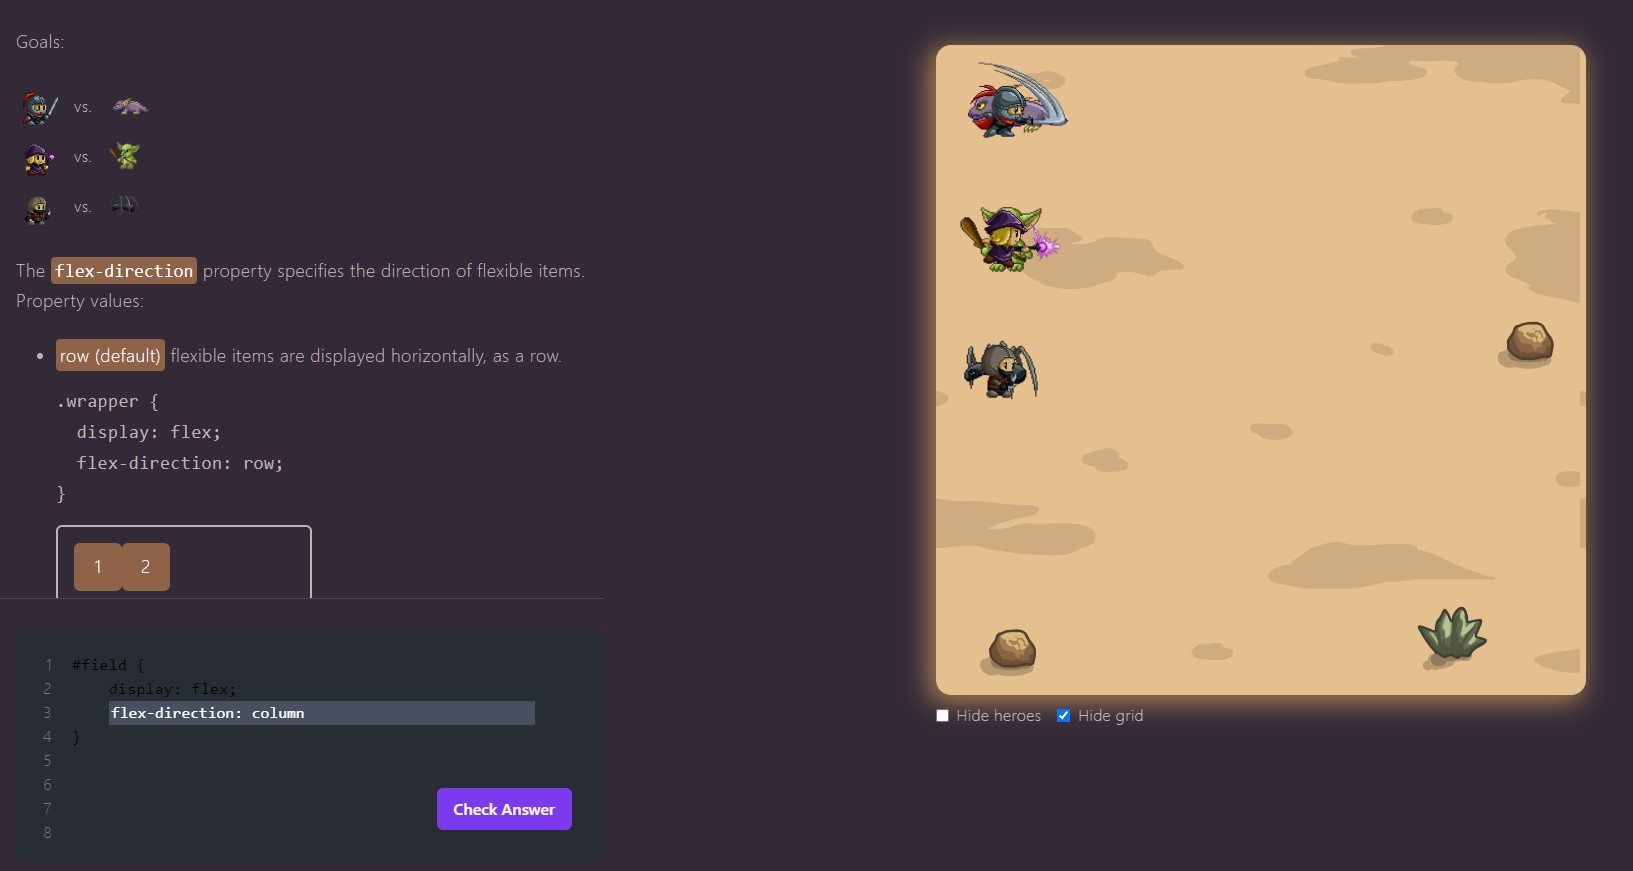 Goals:
vs.
vs.
vs.
The flex-direction property specifies the direction of flexible items.
Property values:
• row (default) flexible items are displayed horizontally, as a row.
.wrapper {
display: flex;
flex-direction: row;
}
1 2
1 #field {
2 display: flex;
3 flex-direction: column
4 }
5
6
7
8
Check Answer
Hide heroes Hide grid